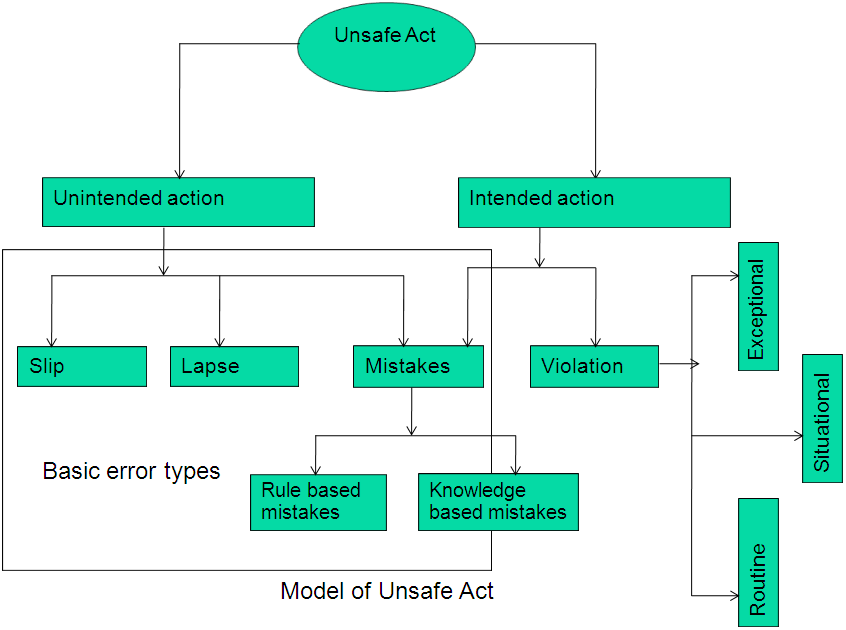 Unsafe Act
Unintended action
Intended action
Exceptional
Slip
Lapse
Mistakes
Violation
Situational
Basic error types
Rule based
mistakes
Knowledge
based mistakes
Routine
Model of Unsafe Act